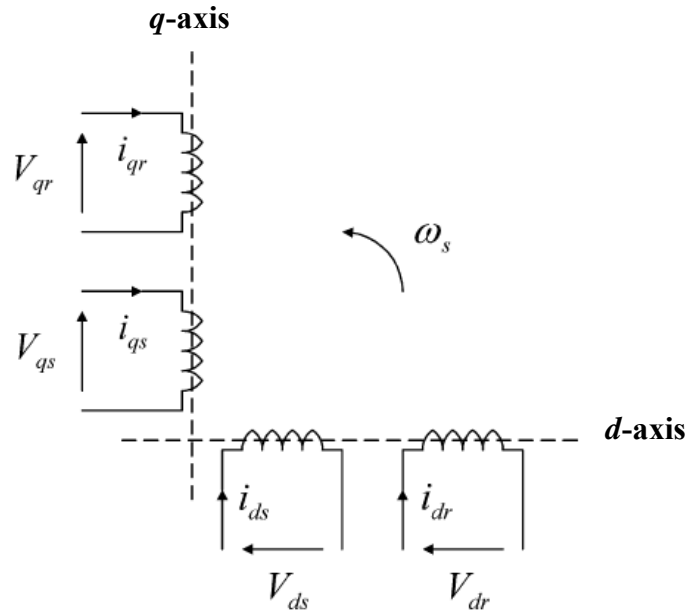 q-axis
i_qr
V_qr
ω_s
i_qs
V_qs
d-axis
i_ds
i_dr
V_ds
V_dr